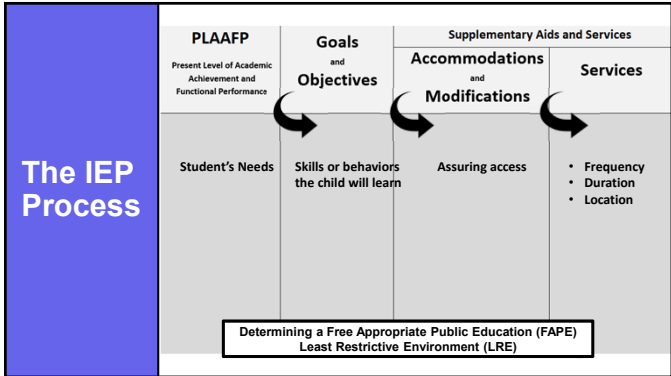 The IEP
Process
PLAAFP
Present Level of Academic
Achievement and
Functional Performance
Goals
and
Objectives
Supplementary Aids and Services
Accommodations
and
Modifications
Services
Student's Needs
Skills or behaviors
the child will learn
Assuring access
• Frequency
• Duration
• Location
Determining a Free Appropriate Public Education (FAPE)
Least Restrictive Environment (LRE)